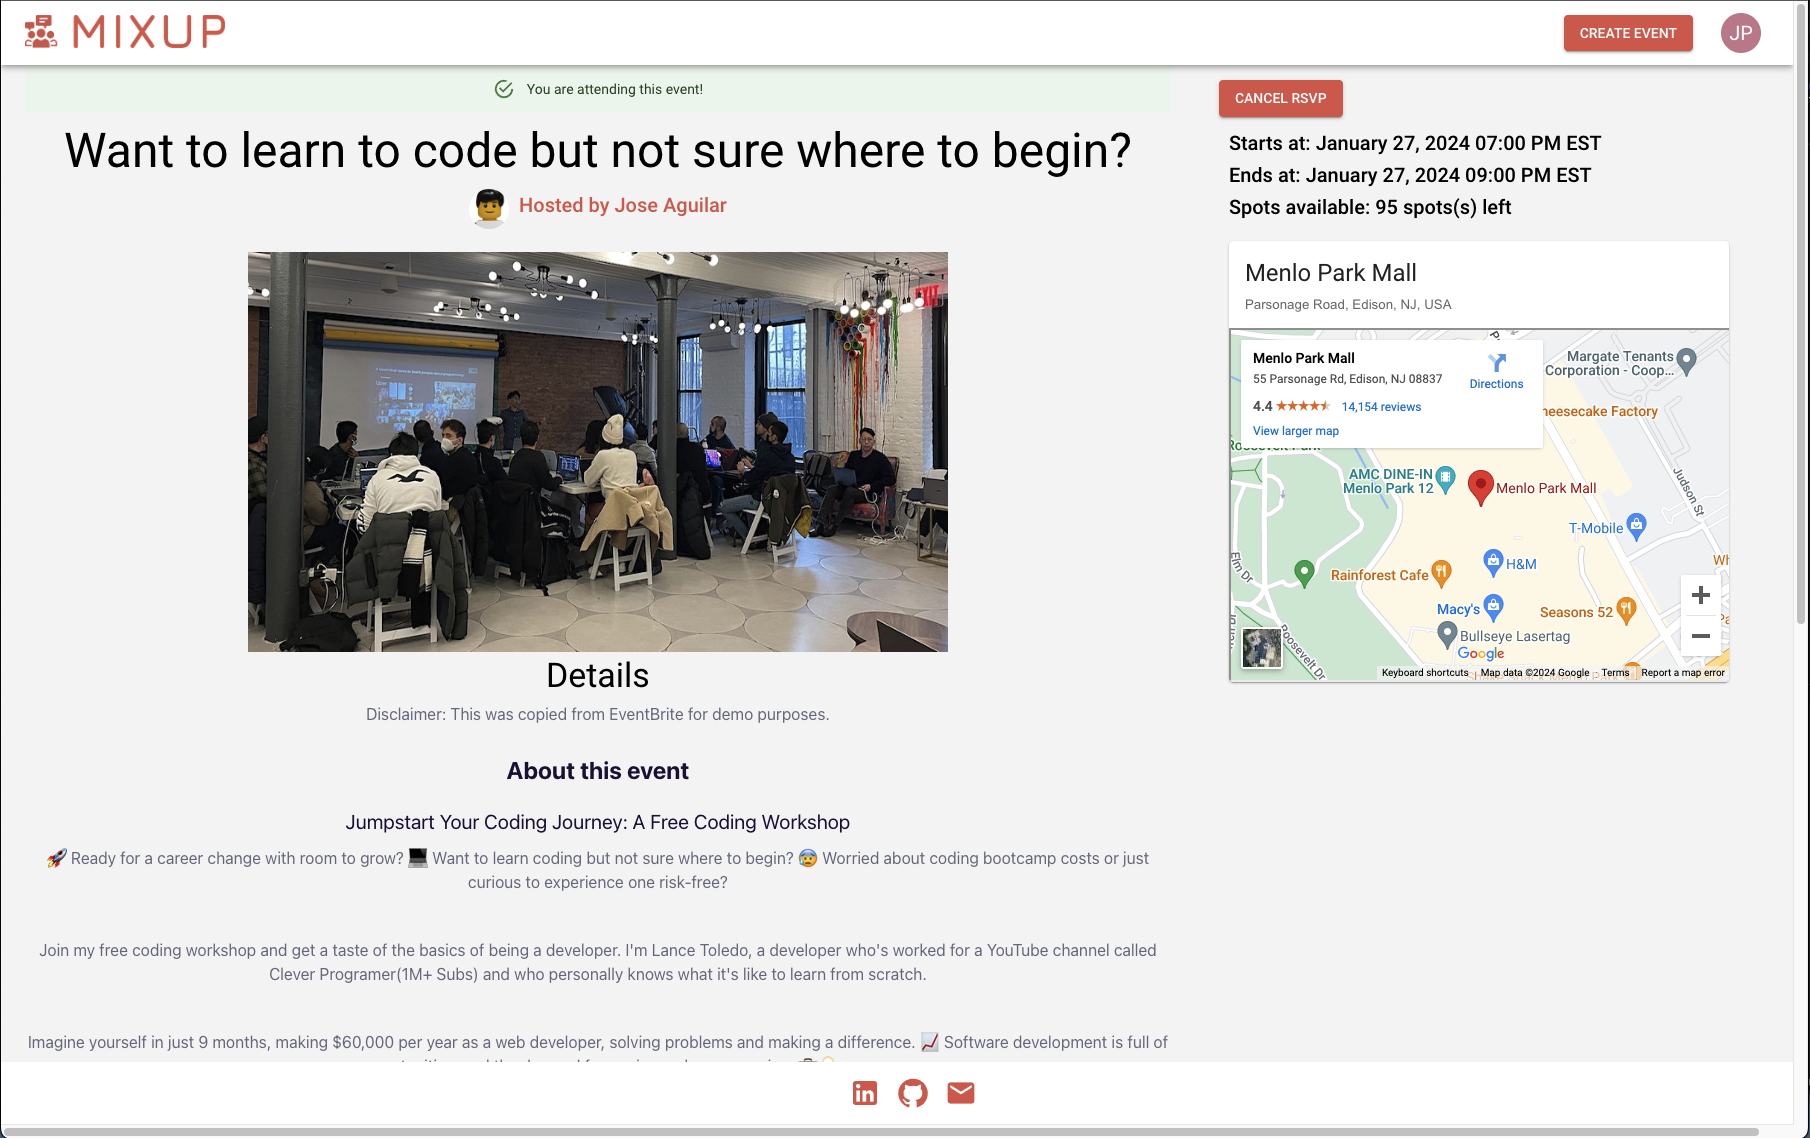 MIXUP
CREATE EVENT
JP
You are attending this event!
Want to learn to code but not sure where to begin?
Hosted by Jose Aguilar
EXIT
Details
Disclaimer: This was copied from EventBrite for demo purposes.
About this event
Jumpstart Your Coding Journey: A Free Coding Workshop
🚀 Ready for a career change with room to grow? 💻 Want to learn coding but not sure where to begin? 😰 Worried about coding bootcamp costs or just
curious to experience one risk-free?
Join my free coding workshop and get a taste of the basics of being a developer. I'm Lance Toledo, a developer who's worked for a YouTube channel called
Clever Programer(1M+ Subs) and who personally knows what it's like to learn from scratch.
Imagine yourself in just 9 months, making $60,000 per year as a web developer, solving problems and making a difference. 📈 Software development is full of
CANCEL RSVP
Starts at: January 27, 2024 07:00 PM EST
Ends at: January 27, 2024 09:00 PM EST
Spots available: 95 spots(s) left
Menlo Park Mall
Parsonage Road, Edison, NJ, USA
Menlo Park Mall
55 Parsonage Rd, Edison, NJ 08837
4.4
14,154 reviews
View larger map
Directions
Margate Tenants
Corporation - Coop...
heesecake Factory
AMC DINE-IN
Menlo Park 12
Menlo Park Mall
Judson St
T-Mobile
Elm Dr
Rainforest Cafe
H&M
Macy's
Seasons 52
Bullseye Lasertag
Roosevelt Dr
Google
Keyboard shortcuts
Map data ©2024 Google
Terms
Report a map error
in